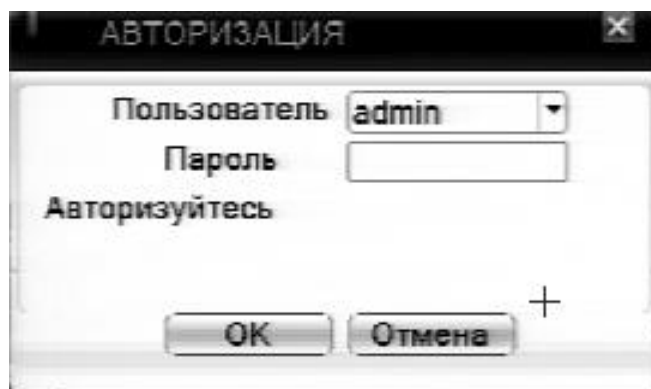 АВТОРИЗАЦИЯ
Пользователь admin
Пароль
Авторизуйтесь
OK Отмена